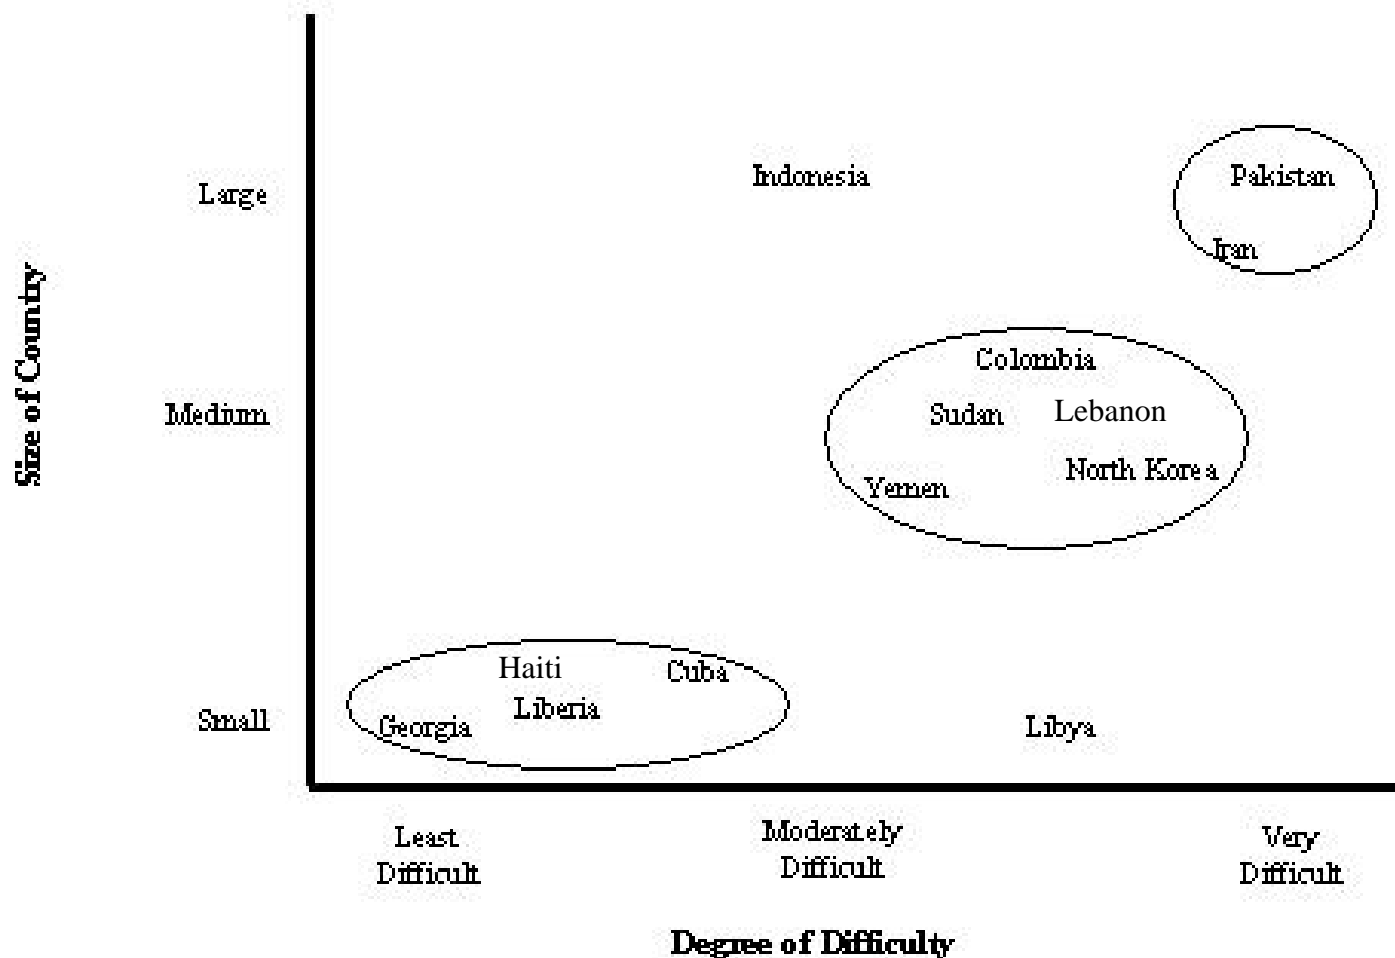 Indonesia
Pakistan
Large
Iran
Colombia
Medium
Sudan
Lebanon
North Korea
Yemen
Size of Country
Haiti
Cuba
Liberia
Small
Georgia
Libya
Least
Difficult
Moderately
Difficult
Very
Difficult
Degree of Difficulty